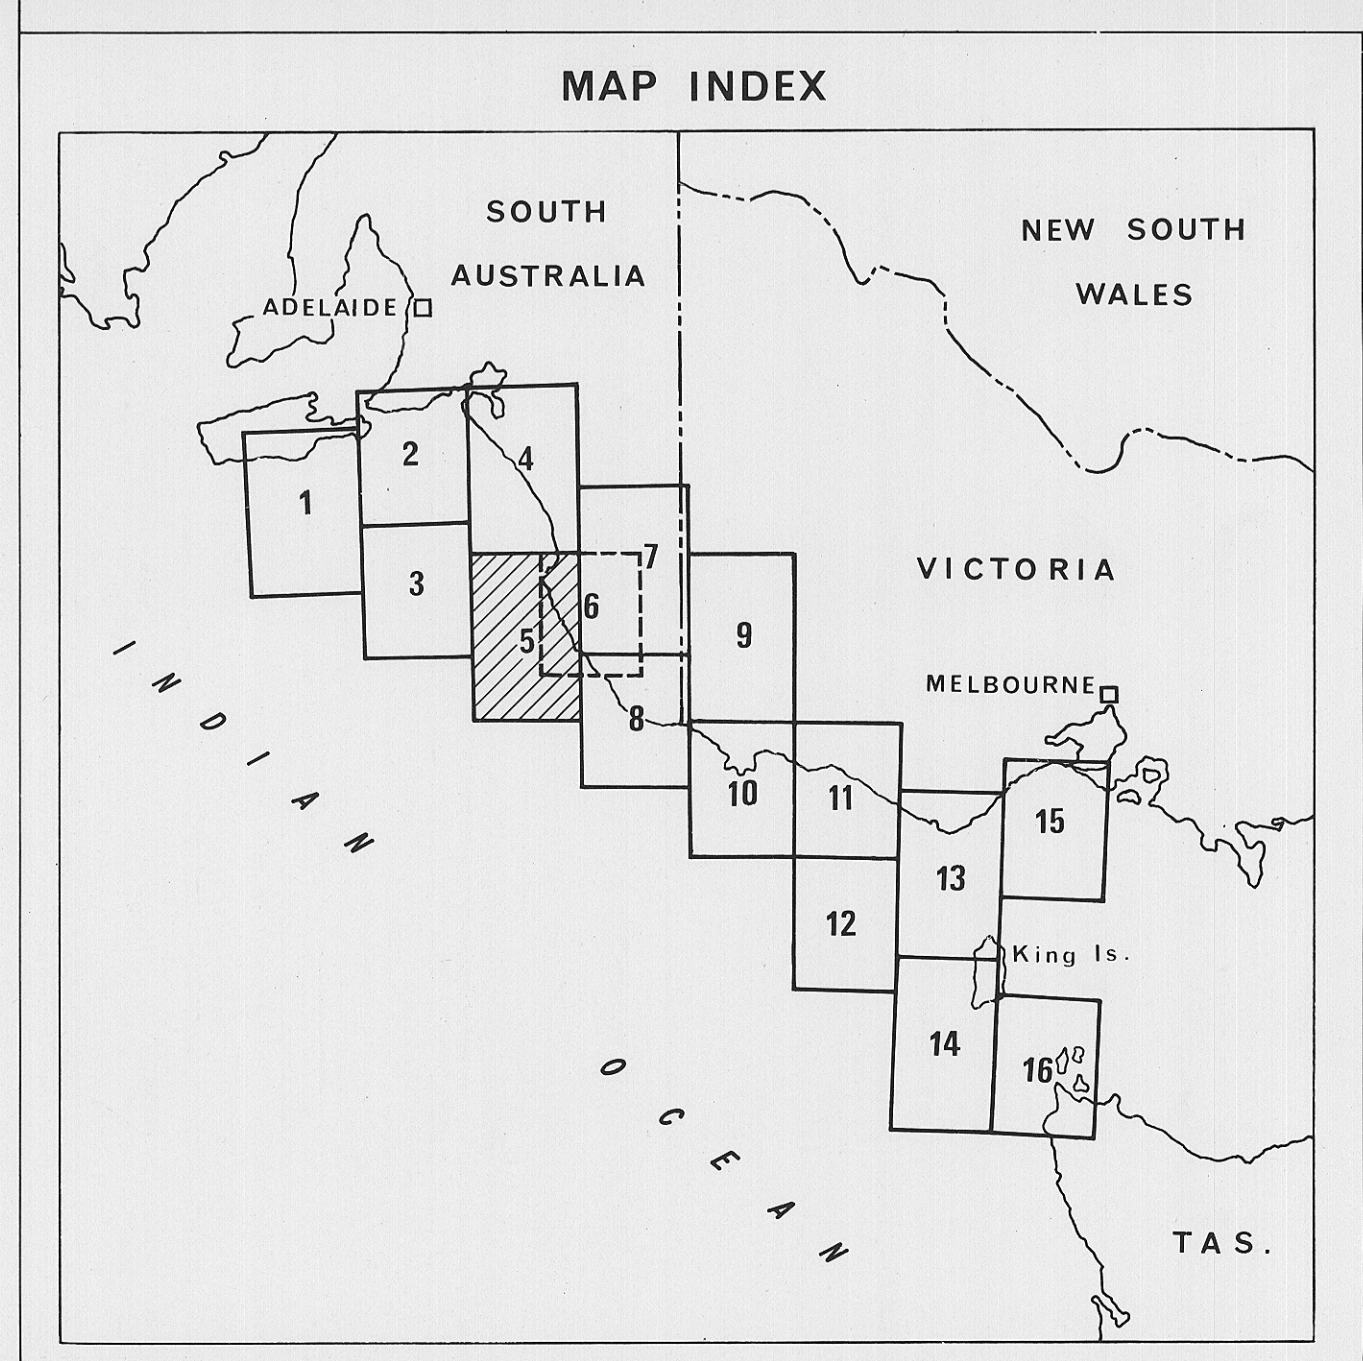 MAP INDEX
SOUTH
AUSTRALIA
NEW SOUTH
WALES
ADELAIDE
2
4
1
7
3
6
5
9
VICTORIA
MELBOURNE
8
10
11
15
13
12
King Is.
14
16
INDIAN
OCEAN
TAS.